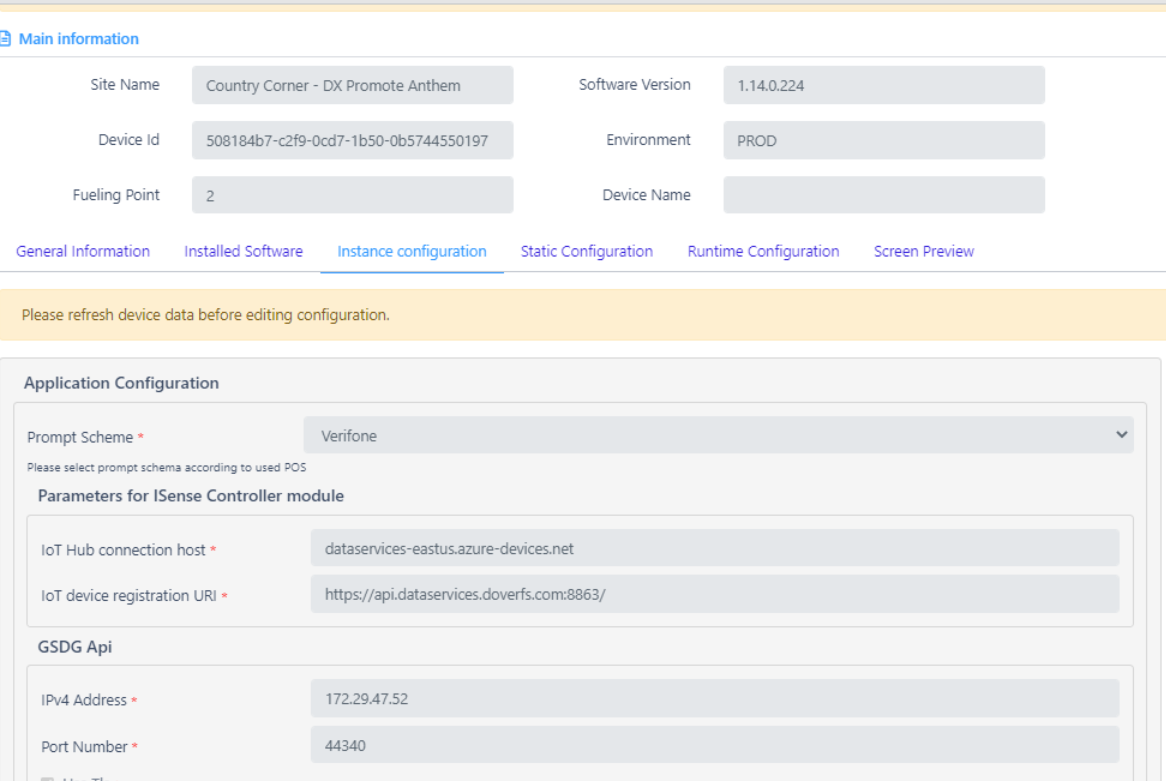 Main information
Site Name Country Corner - DX Promote Anthem Software Version 1.14.0.224
Device Id 508184b7-c2f9-0cd7-1b50-0b5744550197 Environment PROD
Fueling Point 2 Device Name
General Information Installed Software Instance configuration Static Configuration Runtime Configuration Screen Preview
Please refresh device data before editing configuration.
Application Configuration
Prompt Scheme * Verifone
Please select prompt schema according to used POS
Parameters for ISense Controller module
IoT Hub connection host * dataservices-eastus.azure-devices.net
IoT device registration URI * https://api.dataservices.doverfs.com:8863/
GSDG Api
IPv4 Address * 172.29.47.52
Port Number * 44340